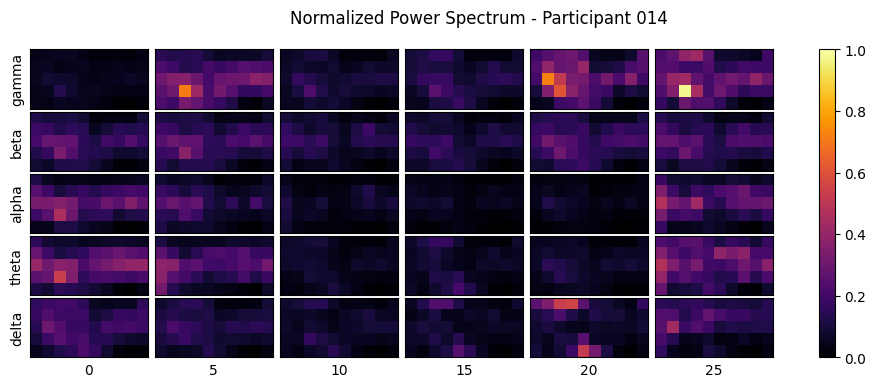 Normalized Power Spectrum - Participant 014
gamma
beta
alpha
theta
delta
0 5 10 15 20 25
1.0
0.8
0.6
0.4
0.2
0.0